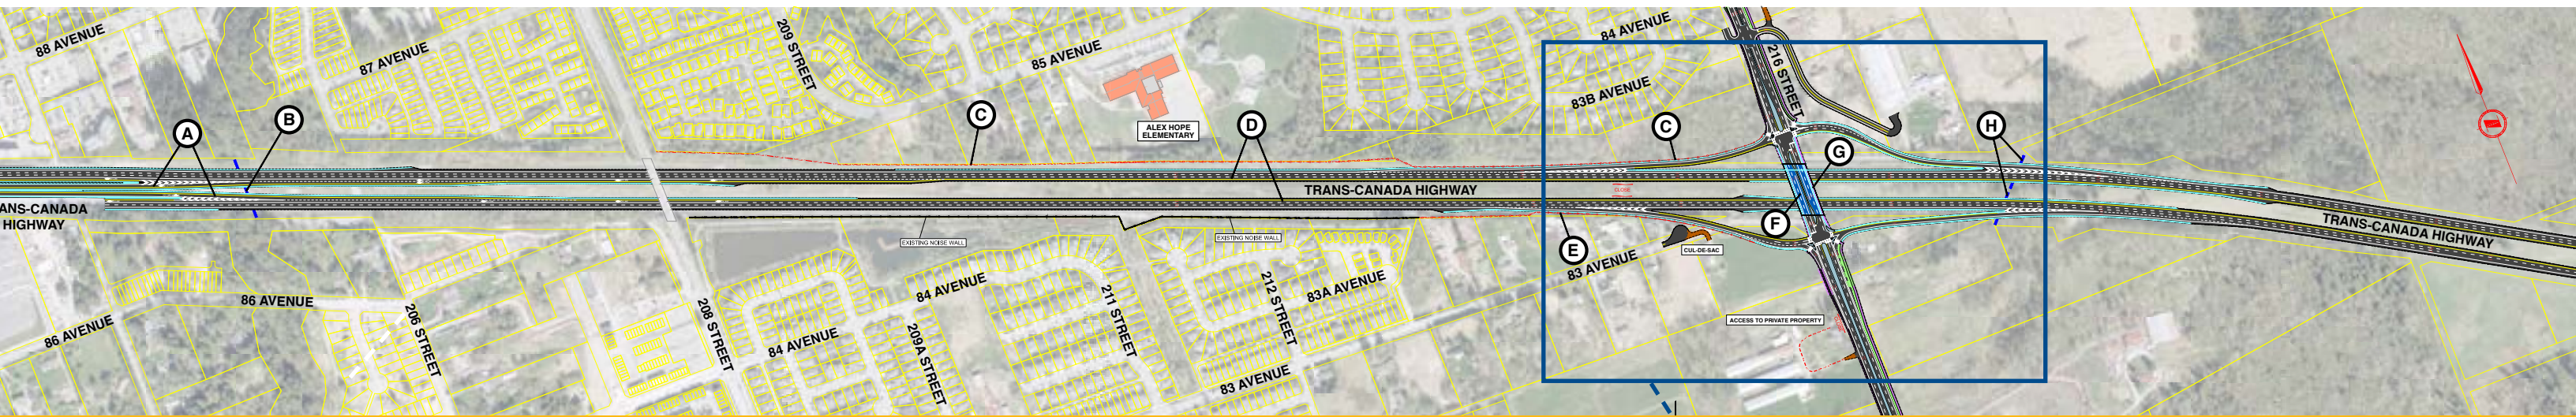 88 AVENUE
87 AVENUE
209 STREET
85 AVENUE
84 AVENUE
216 STREET
83B AVENUE
A
B
C
D
C
H
G
ALEX HOPE
ELEMENTARY
TRANS-CANADA HIGHWAY
CLOSE
ANS-CANADA
HIGHWAY
F
E
TRANS-CANADA HIGHWAY
EXISTING NOISE WALL
EXISTING NOISE WALL
CUL-DE-SAC
83 AVENUE
86 AVENUE
84 AVENUE
83A AVENUE
206 STREET
208 STREET
211 STREET
212 STREET
86 AVENUE
84 AVENUE
209A STREET
83 AVENUE
ACCESS TO PRIVATE PROPERTY